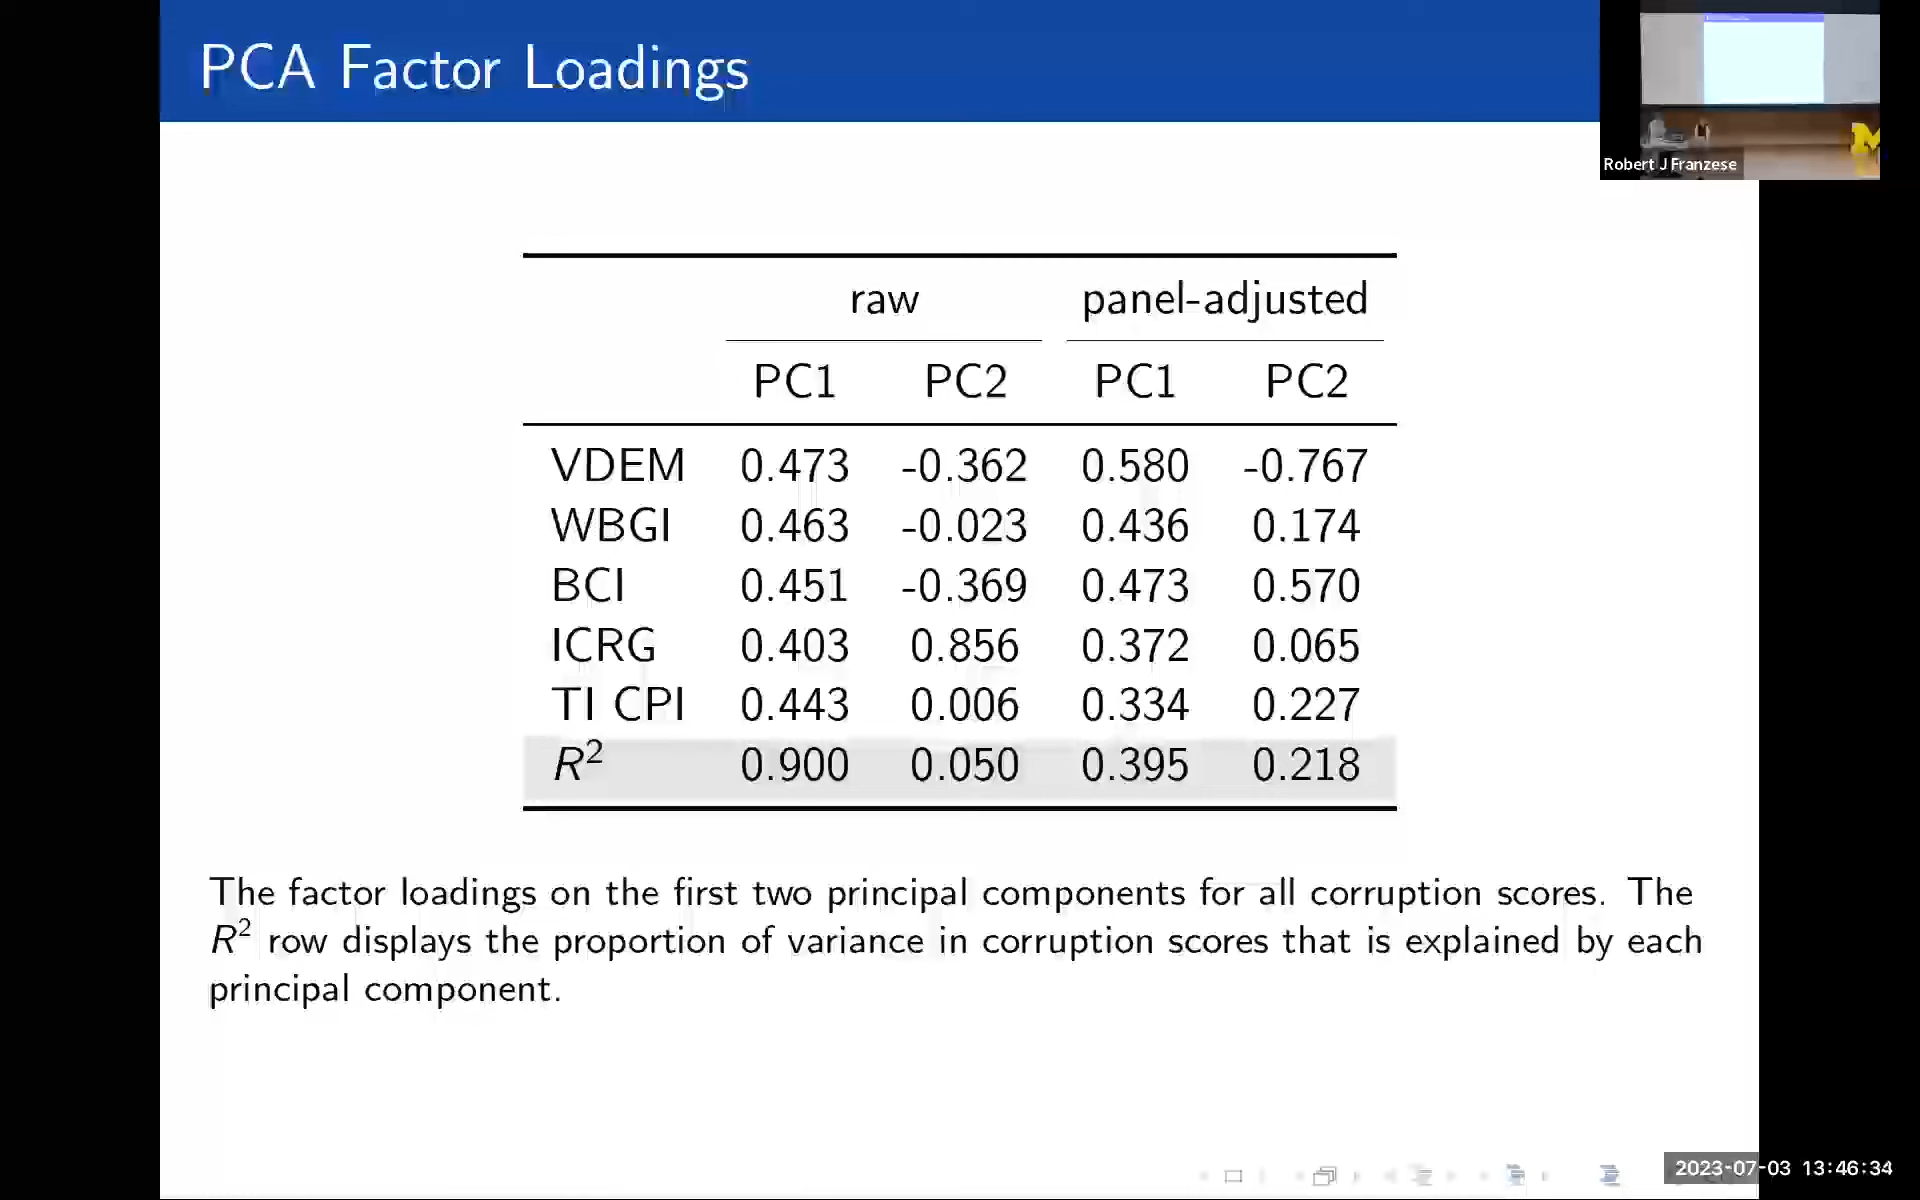 PCA Factor Loadings
Robert J Franzese
raw panel-adjusted
PC1 PC2 PC1 PC2
VDEM 0.473 -0.362 0.580 -0.767
WBGI 0.463 -0.023 0.436 0.174
BCI 0.451 -0.369 0.473 0.570
ICRG 0.403 0.856 0.372 0.065
TI CPI 0.443 0.006 0.334 0.227
R² 0.900 0.050 0.395 0.218
The factor loadings on the first two principal components for all corruption scores. The
R² row displays the proportion of variance in corruption scores that is explained by each
principal component.
2023-07-03 13:46:34